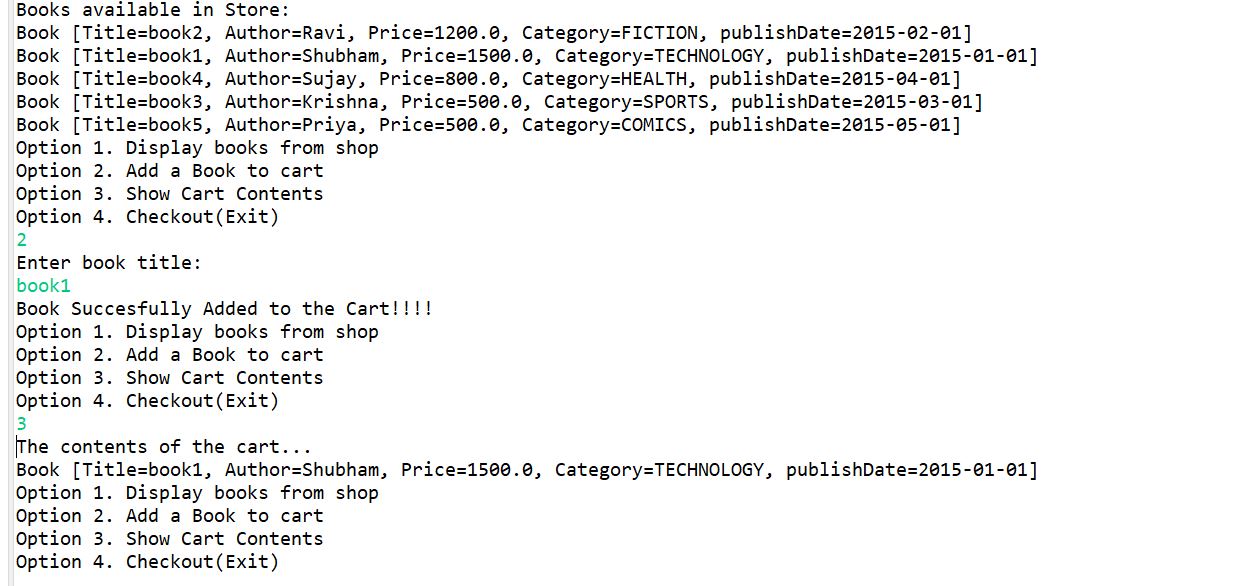 Books available in Store:
Book [Title=book2, Author=Ravi, Price=1200.0, Category=FICTION, publishDate=2015-02-01]
Book [Title=book1, Author=Shubham, Price=1500.0, Category=TECHNOLOGY, publishDate=2015-01-01]
Book [Title=book4, Author=Sujay, Price=800.0, Category=HEALTH, publishDate=2015-04-01]
Book [Title=book3, Author=Krishna, Price=500.0, Category=SPORTS, publishDate=2015-03-01]
Book [Title=book5, Author=Priya, Price=500.0, Category=COMICS, publishDate=2015-05-01]
Option 1. Display books from shop
Option 2. Add a Book to cart
Option 3. Show Cart Contents
Option 4. Checkout(Exit)
2
Enter book title:
book1
Book Succesfully Added to the Cart!!!!
Option 1. Display books from shop
Option 2. Add a Book to cart
Option 3. Show Cart Contents
Option 4. Checkout(Exit)
3
The contents of the cart...
Book [Title=book1, Author=Shubham, Price=1500.0, Category=TECHNOLOGY, publishDate=2015-01-01]
Option 1. Display books from shop
Option 2. Add a Book to cart
Option 3. Show Cart Contents
Option 4. Checkout(Exit)